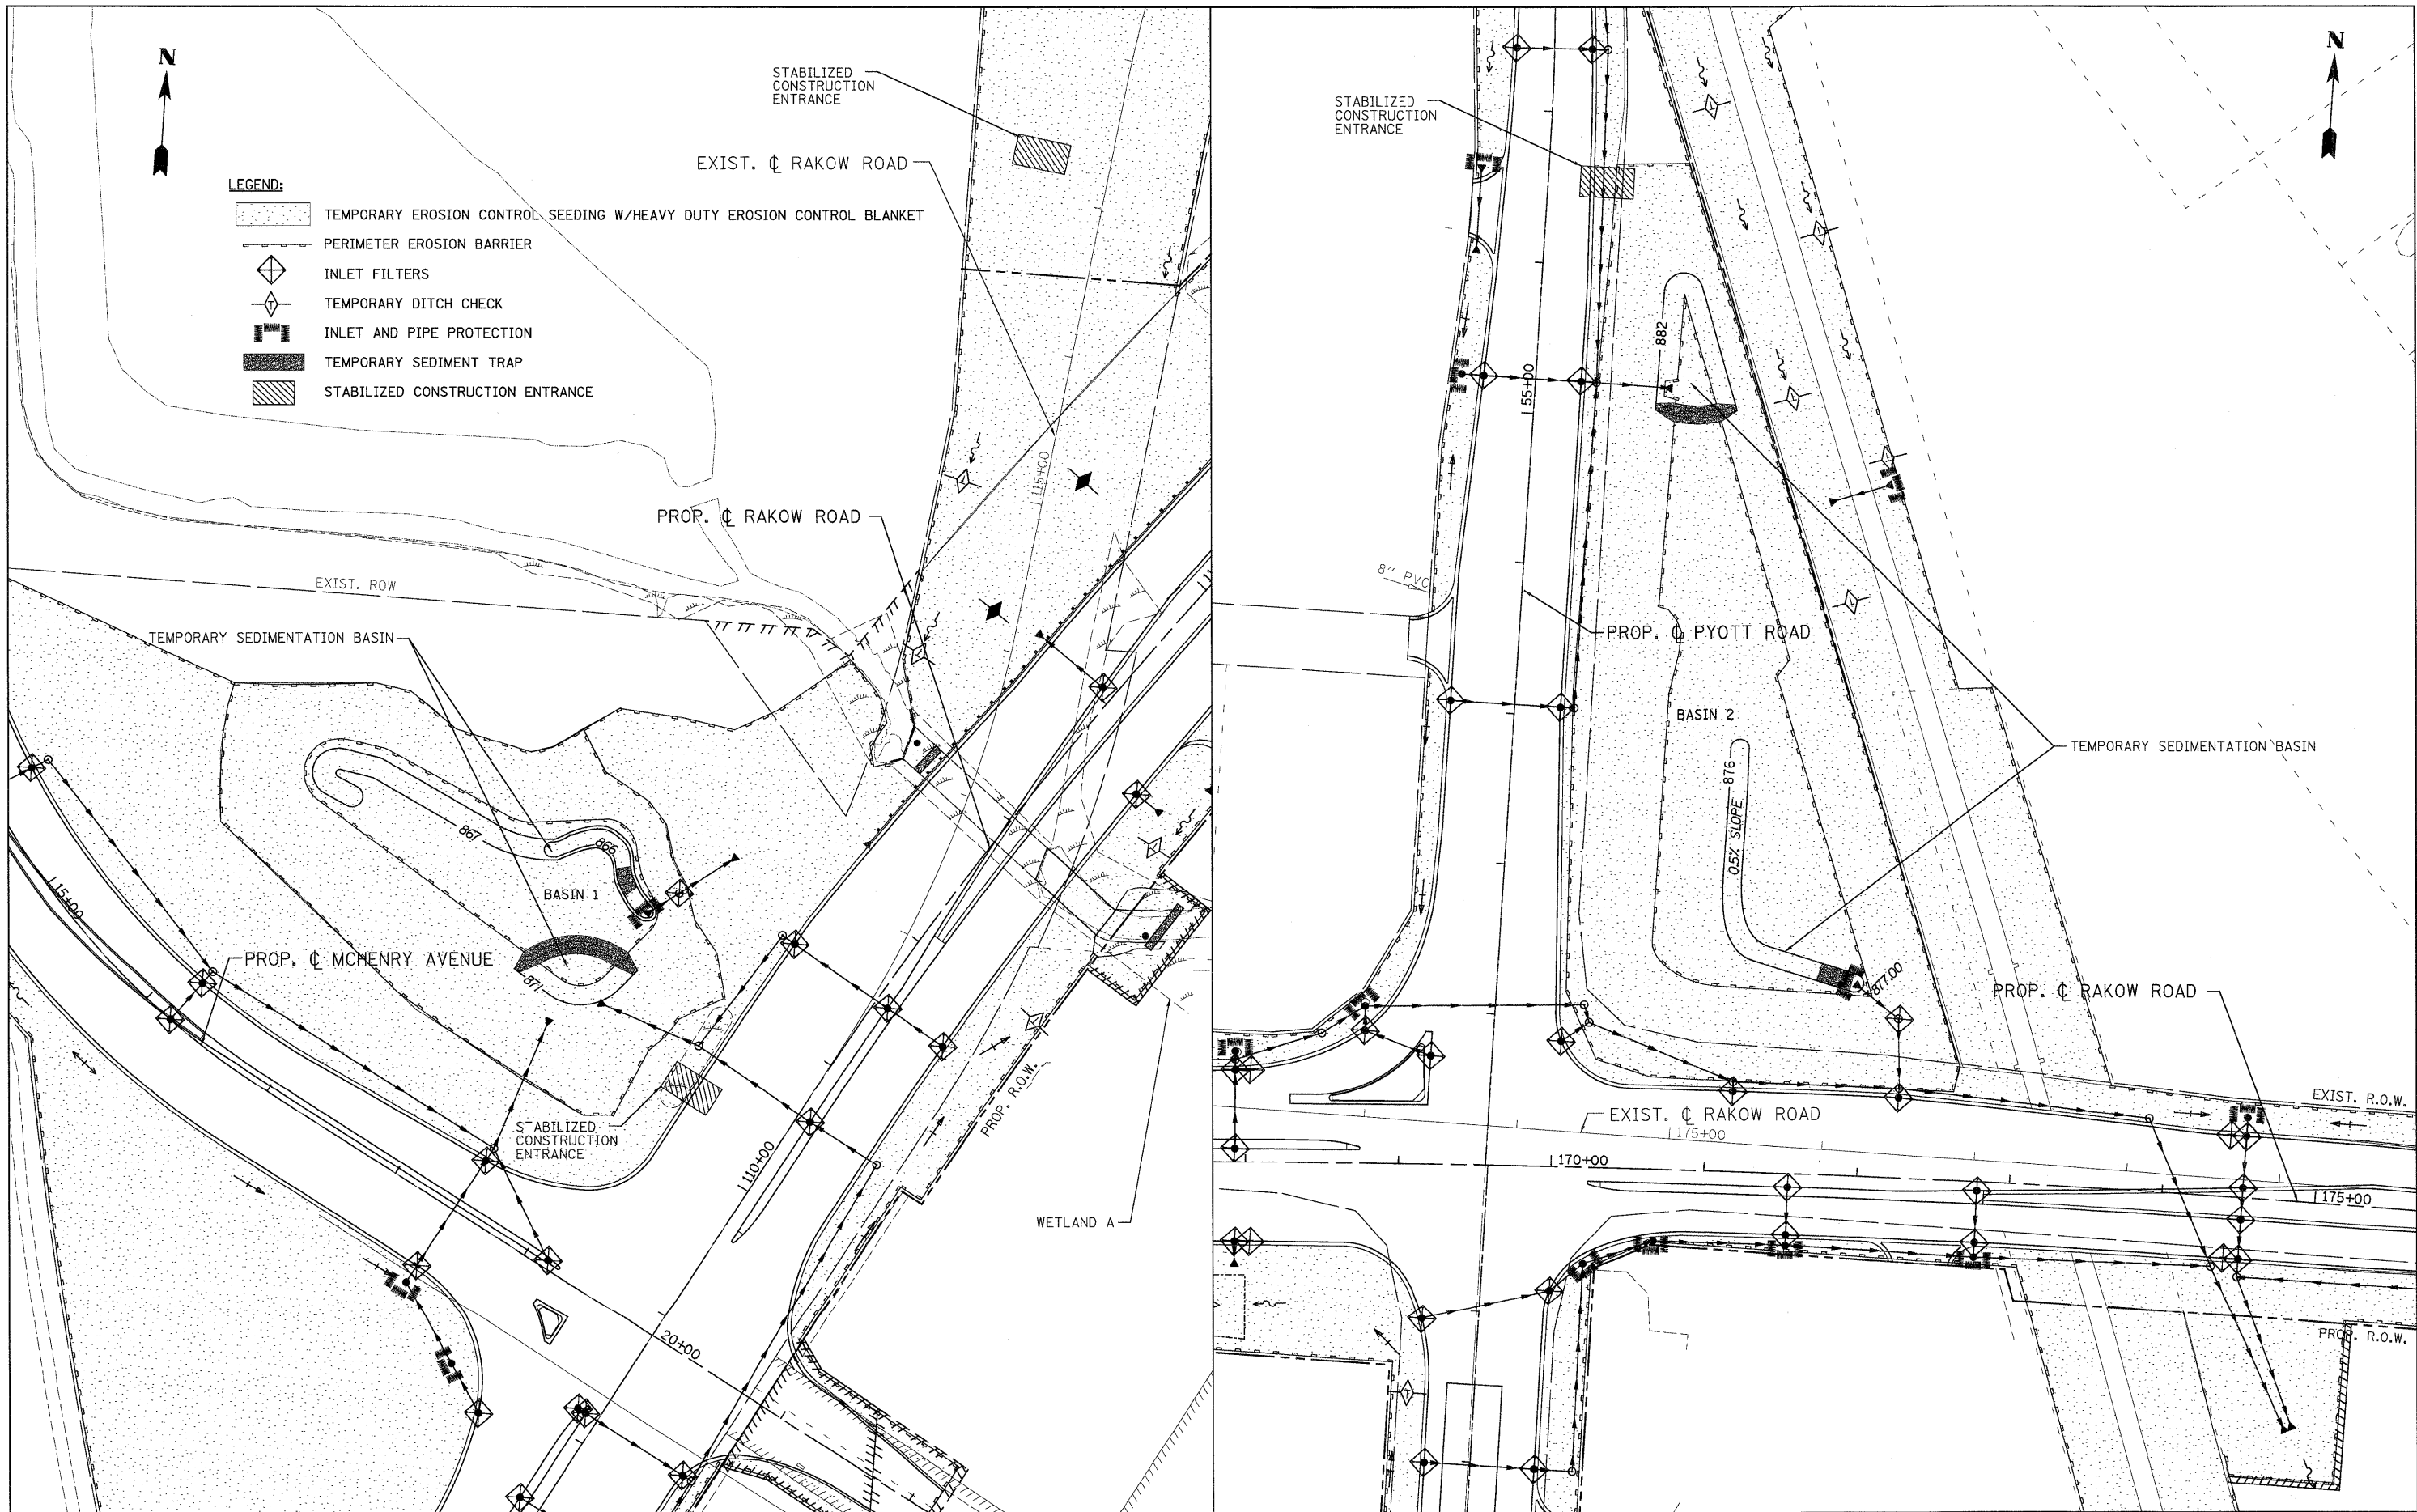 N
LEGEND:
TEMPORARY EROSION CONTROL SEEDING W/HEAVY DUTY EROSION CONTROL BLANKET
PERIMETER EROSION BARRIER
INLET FILTERS
T
TEMPORARY DITCH CHECK
INLET AND PIPE PROTECTION
TEMPORARY SEDIMENT TRAP
STABILIZED CONSTRUCTION ENTRANCE
STABILIZED
CONSTRUCTION
ENTRANCE
EXIST. ℄ RAKOW ROAD
115+00
PROP. ℄ RAKOW ROAD
EXIST. ROW
TEMPORARY SEDIMENTATION BASIN
867
865
BASIN 1
871
15+00
PROP. ℄ MCHENRY AVENUE
STABILIZED
CONSTRUCTION
ENTRANCE
110+00
PROP. R.O.W.
WETLAND A
20+00
N
STABILIZED
CONSTRUCTION
ENTRANCE
882
55+00
8" PVC
PROP. ℄ PYOTT ROAD
BASIN 2
TEMPORARY SEDIMENTATION BASIN
876
0.5% SLOPE
877.00
PROP. ℄ RAKOW ROAD
EXIST. R.O.W.
EXIST. ℄ RAKOW ROAD
175+00
170+00
175+00
PROP. R.O.W.